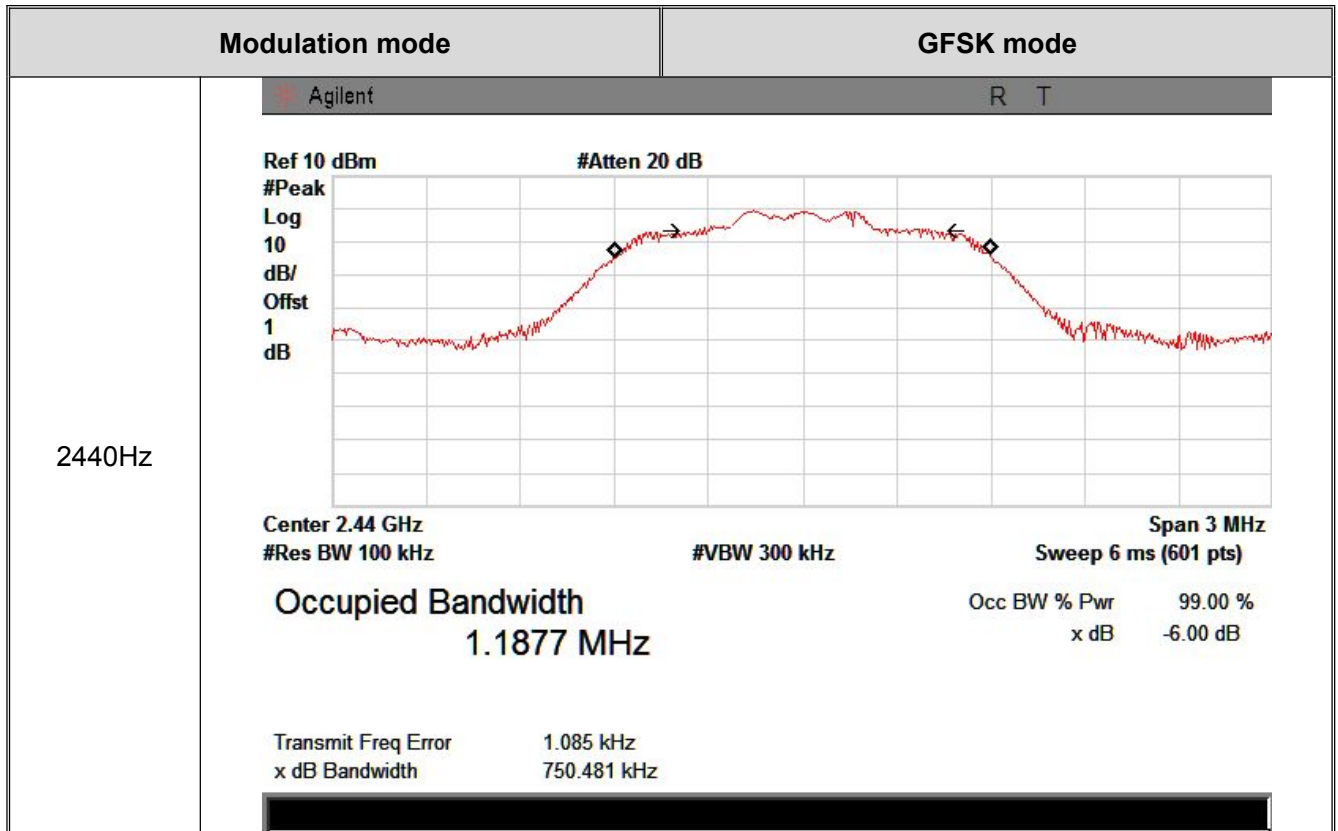 Modulation mode GFSK mode
Agilent R T
Ref 10 dBm #Atten 20 dB
#Peak
Log
10
dB/
Offst
1
dB
2440Hz
Center 2.44 GHz Span 3 MHz
#Res BW 100 kHz #VBW 300 kHz Sweep 6 ms (601 pts)
Occupied Bandwidth Occ BW % Pwr 99.00 %
1.1877 MHz x dB -6.00 dB
Transmit Freq Error 1.085 kHz
x dB Bandwidth 750.481 kHz